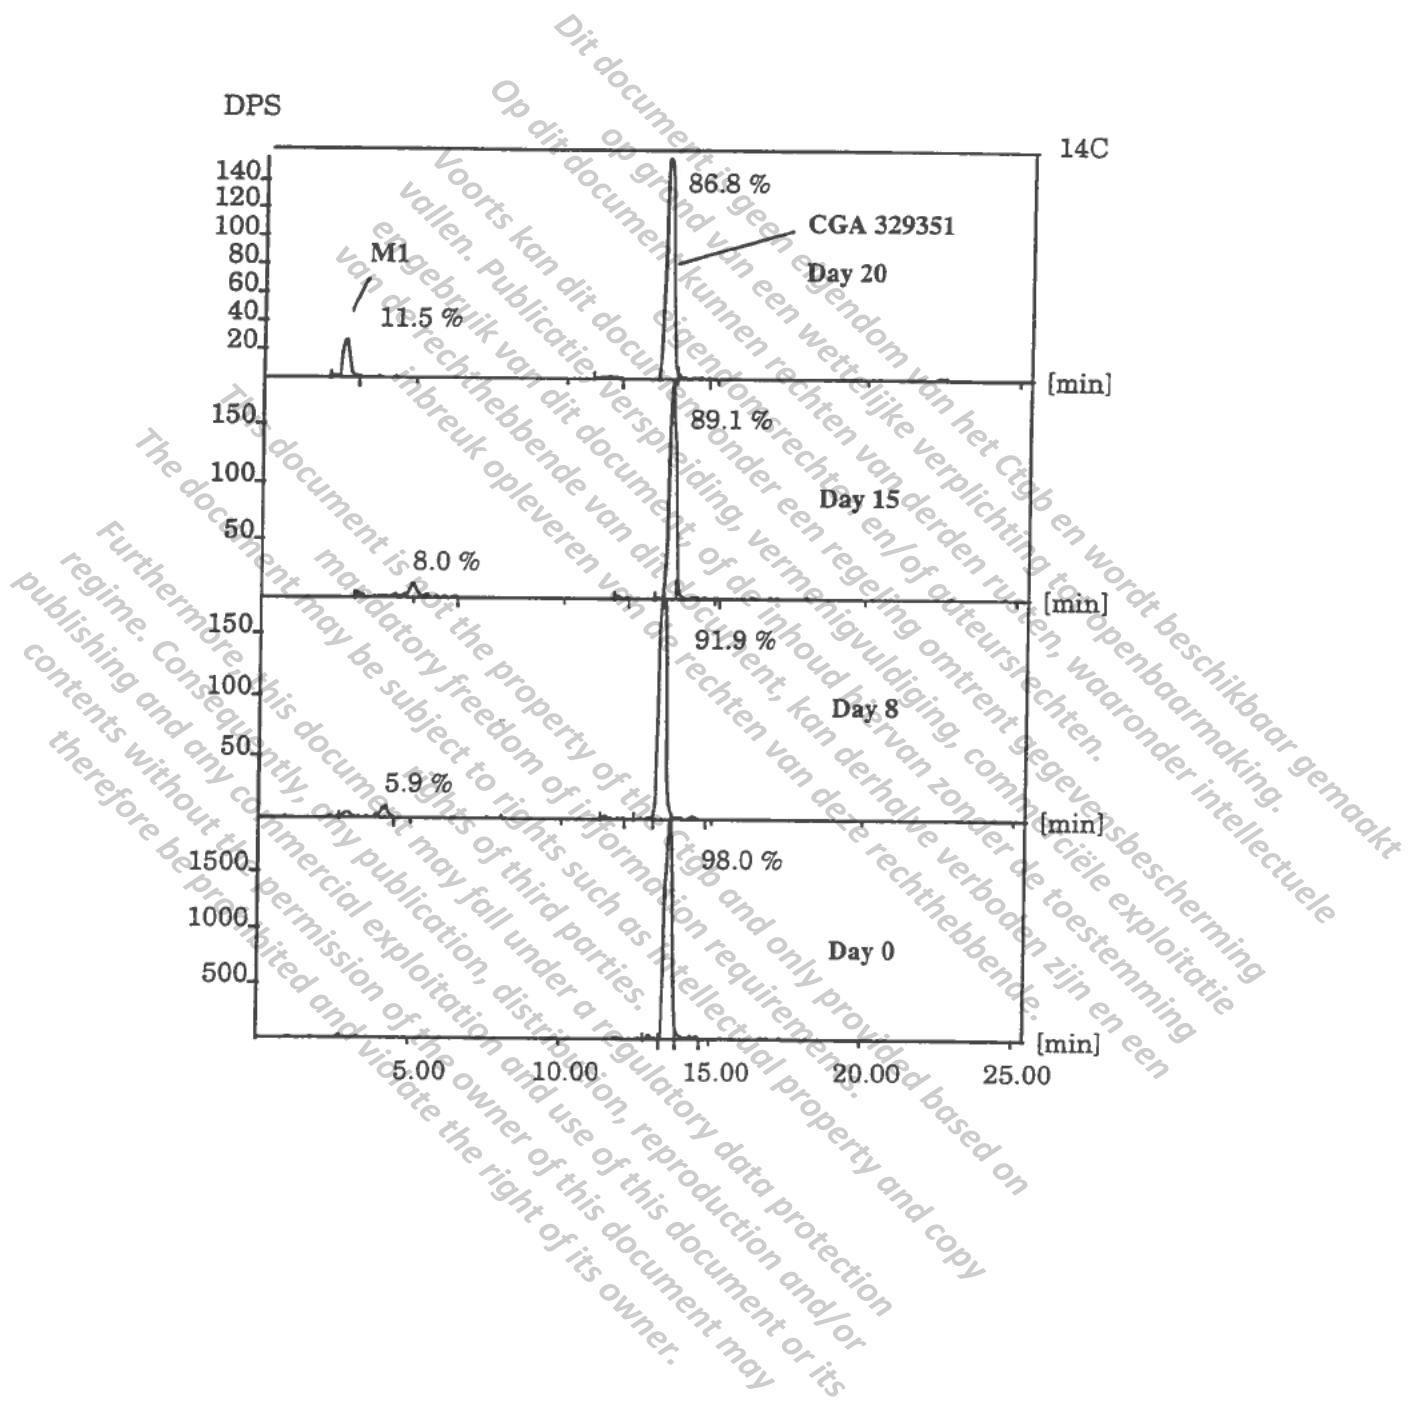 DPS
14C
140
120
100
80
60
40
20
M1
11.5 %
86.8 %
CGA 329351
Day 20
[min]
150
100
50
8.0 %
89.1 %
Day 15
[min]
150
100
50
5.9 %
91.9 %
Day 8
[min]
1500
1000
500
98.0 %
Day 0
[min]
5.00 10.00 15.00 20.00 25.00
Dit document is geen eigendom van het Ctgb en wordt beschikbaar gemaakt
op grond van een wettelijke verplichting tot openbaarmaking.
Op dit document kunnen rechten van derden rusten, waaronder intellectuele
eigendomsrechten en/of auteursrechten.
Voorts kan dit document onder een regeling omtrent gegevensbescherming
vallen. Publicatie, verspreiding, vermenigvuldiging, commerciële exploitatie
en gebruik van dit document, of de inhoud hiervan zonder de toestemming
van de rechthebbende van dit document, kan derhalve verboden zijn en een
inbreuk opleveren van de rechten van deze rechthebbende.
This document is not the property of the Ctgb and only provided based on
mandatory freedom of information requirements.
The document may be subject to rights such as intellectual property and copy
rights of third parties.
Furthermore, this document may fall under a regulatory data protection
regime. Consequently, any publication, distribution, reproduction and/or
publishing and any commercial exploitation and use of this document or its
contents without the permission of the owner of this document may
therefore be prohibited and violate the right of its owner.